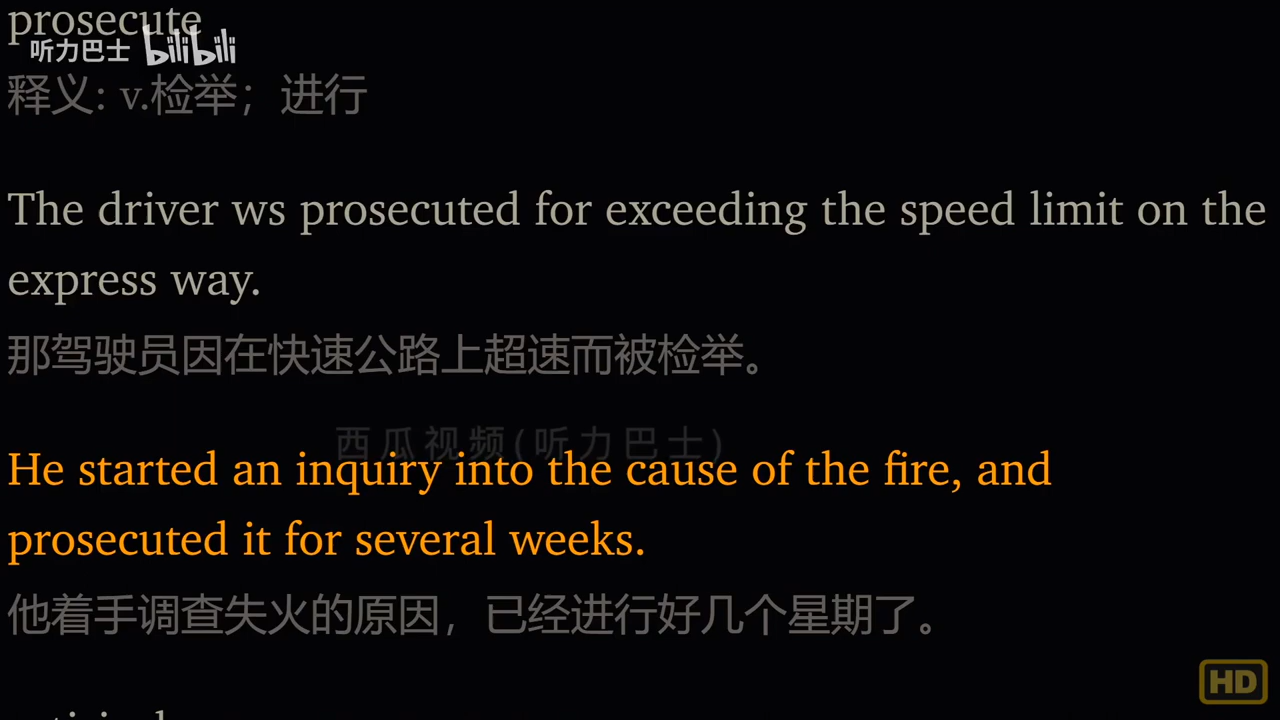 prosecute
听力巴士 bilibili
释义: v.检举；进行
The driver ws prosecuted for exceeding the speed limit on the
express way.
那驾驶员因在快速公路上超速而被检举。
西瓜视频(听力巴士)
He started an inquiry into the cause of the fire, and
prosecuted it for several weeks.
他着手调查失火的原因，已经进行好几个星期了。
HD